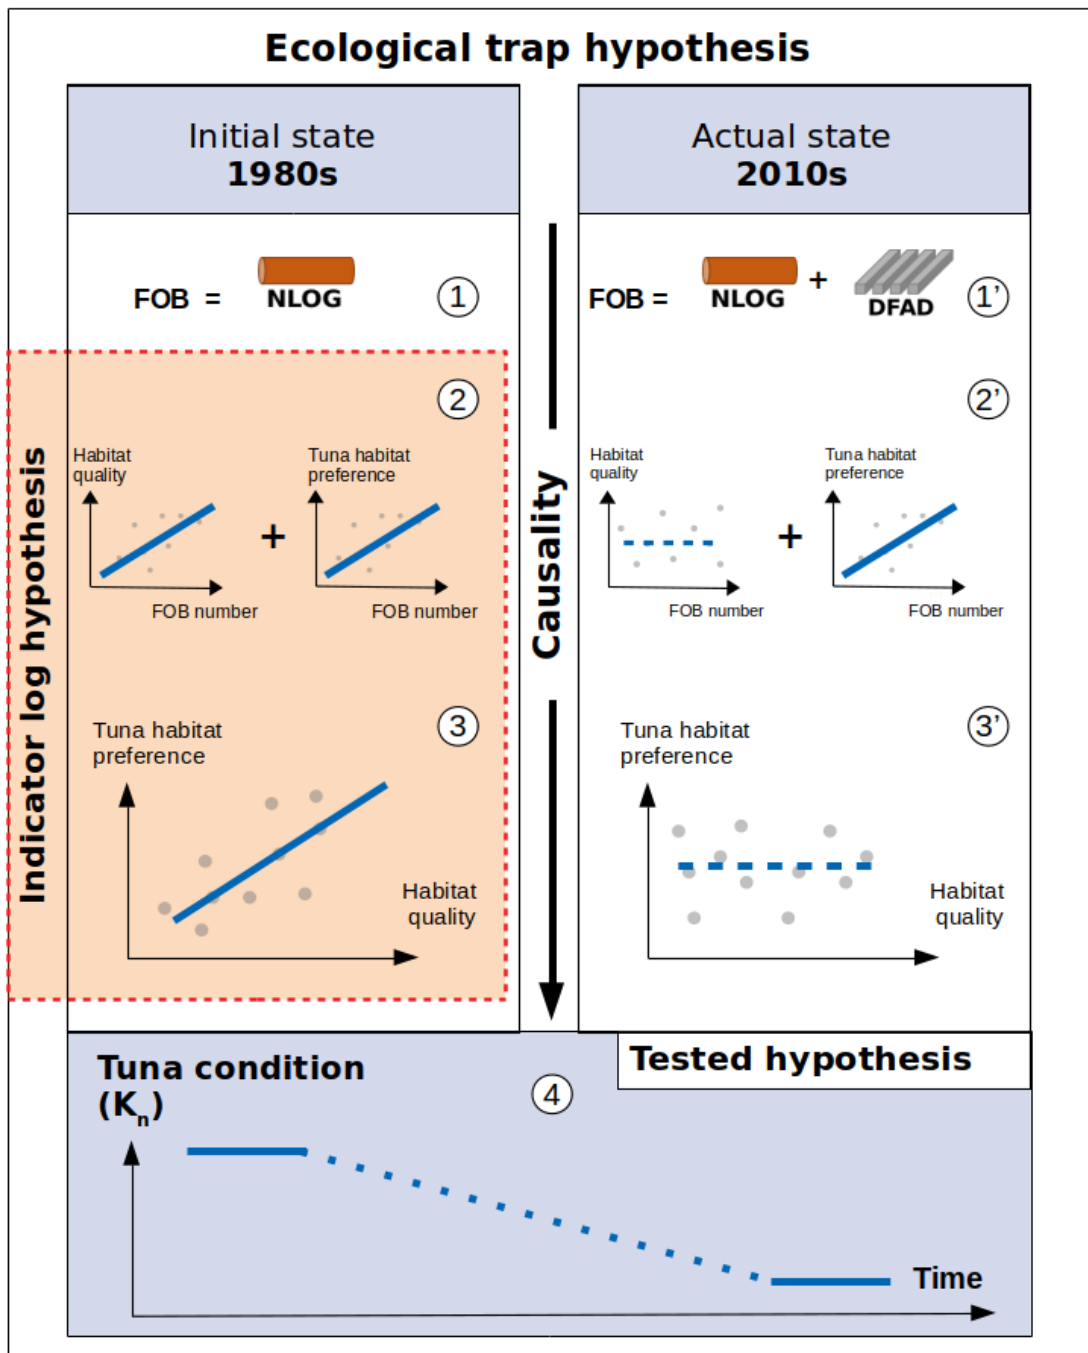 Ecological trap hypothesis
Initial state
1980s
Actual state
2010s
FOB =
NLOG
1
FOB =
NLOG
+
DFAD
1'
Indicator log hypothesis
2
Habitat
quality
FOB number
+
Tuna habitat
preference
FOB number
3
Tuna habitat
preference
Habitat
quality
Causality
2'
Habitat
quality
FOB number
+
Tuna habitat
preference
FOB number
3'
Tuna habitat
preference
Habitat
quality
Tuna condition
(Kn)
4
Tested hypothesis
Time